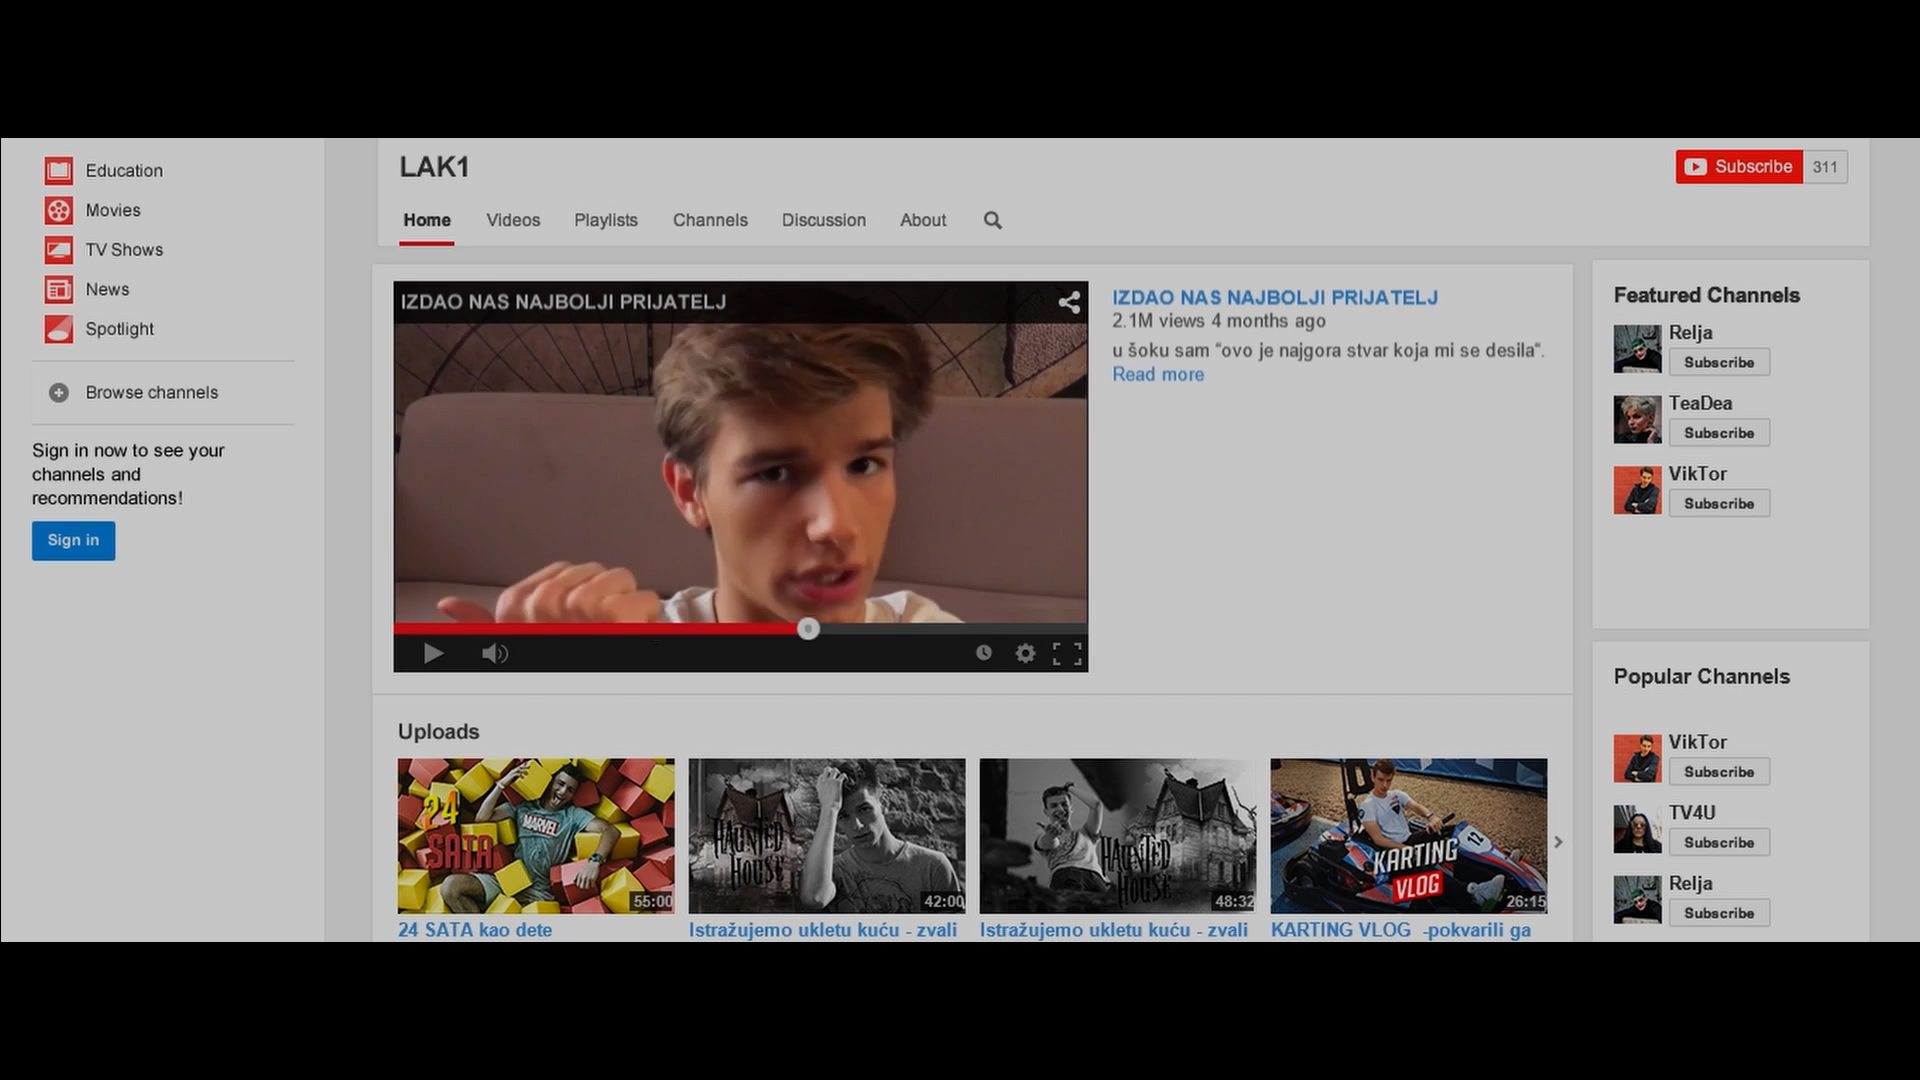 Education
Movies
TV Shows
News
Spotlight
Browse channels
Sign in now to see your
channels and
recommendations!
Sign in
LAK1
Subscribe 311
Home Videos Playlists Channels Discussion About
IZDAO NAS NAJBOLJI PRIJATELJ
IZDAO NAS NAJBOLJI PRIJATELJ
2.1M views 4 months ago
u šoku sam “ovo je najgora stvar koja mi se desila“.
Read more
Uploads
24
SATA
MARVEL
55:00
24 SATA kao dete
HAUNTED
HOUSE
42:00
Istražujemo ukletu kuću - zvali
HAUNTED
HOUSE
48:32
Istražujemo ukletu kuću - zvali
12
KARTING
VLOG
26:15
KARTING VLOG -pokvarili ga
Featured Channels
Relja
Subscribe
TeaDea
Subscribe
VikTor
Subscribe
Popular Channels
VikTor
Subscribe
TV4U
Subscribe
Relja
Subscribe